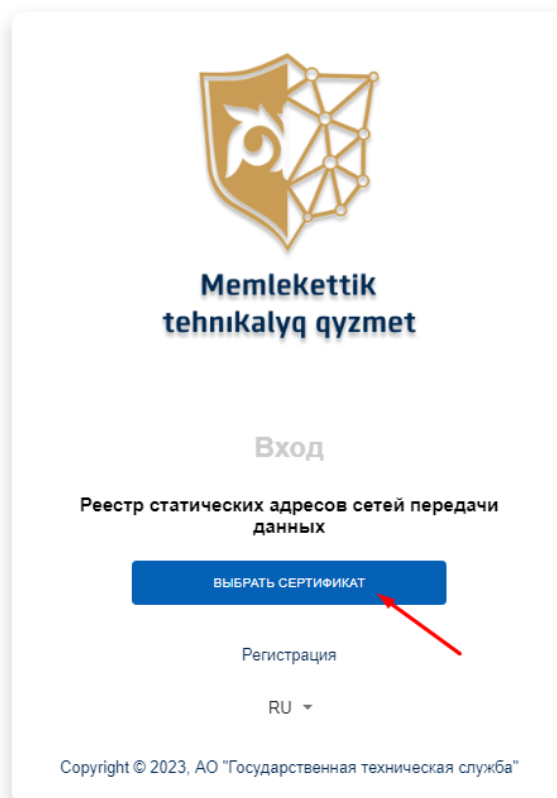 Memlekettik
tehnıkalyq qyzmet
Вход
Реестр статических адресов сетей передачи
данных
ВЫБРАТЬ СЕРТИФИКАТ
Регистрация
RU
Copyright © 2023, АО "Государственная техническая служба"